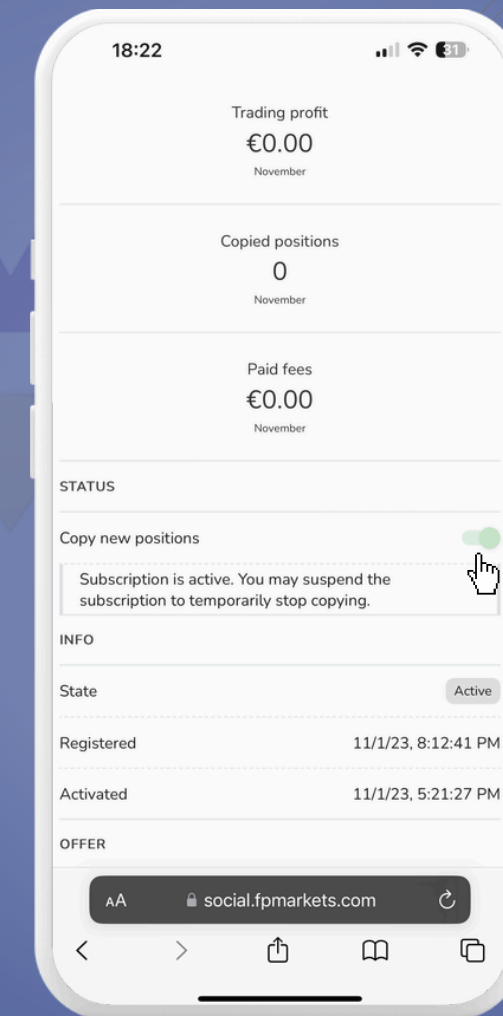 18:22
31
Trading profit
€0.00
November
Copied positions
0
November
Paid fees
€0.00
November
STATUS
Copy new positions
Subscription is active. You may suspend the
subscription to temporarily stop copying.
INFO
State Active
Registered 11/1/23, 8:12:41 PM
Activated 11/1/23, 5:21:27 PM
OFFER
AA social.fpmarkets.com